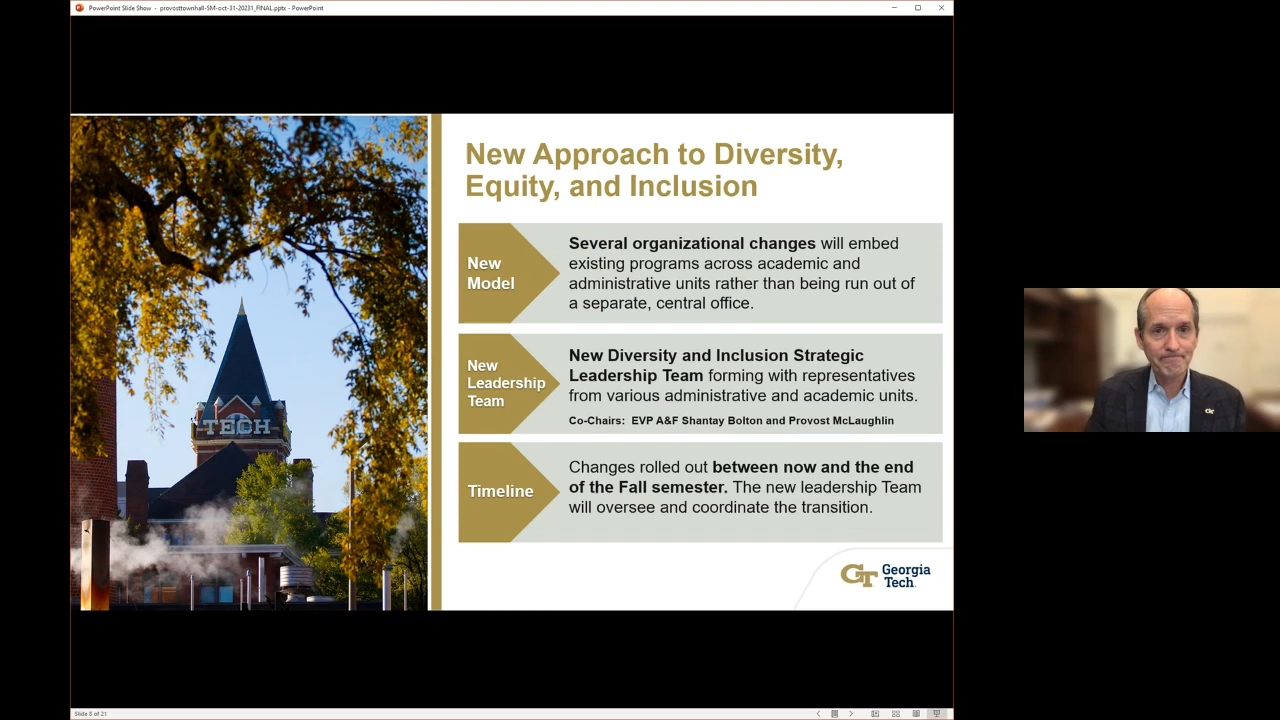 PowerPoint Slide Show - provosttownhall-SM-oct-31-20231_FINAL.pptx - PowerPoint
New Approach to Diversity,
Equity, and Inclusion
New
Model
Several organizational changes will embed
existing programs across academic and
administrative units rather than being run out of
a separate, central office.
New
Leadership
Team
New Diversity and Inclusion Strategic
Leadership Team forming with representatives
from various administrative and academic units.
Co-Chairs: EVP A&F Shantay Bolton and Provost McLaughlin
Timeline
Changes rolled out between now and the end
of the Fall semester. The new leadership Team
will oversee and coordinate the transition.
TECH
GT Georgia
Tech.
GT
Slide 8 of 21